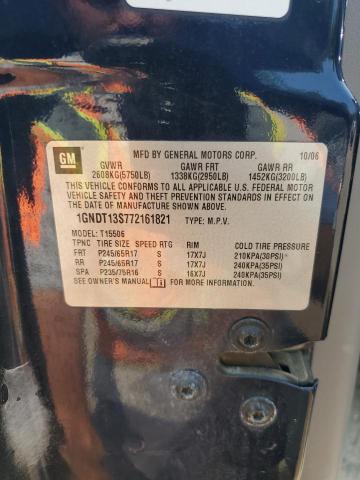 GM
MFD BY GENERAL MOTORS CORP. 10/06
GVWR GAWR FRT GAWR RR
2608KG(5750LB) 1338KG(2950LB) 1452KG(3200LB)
THIS VEHICLE CONFORMS TO ALL APPLICABLE U.S. FEDERAL MOTOR
VEHICLE SAFETY AND THEFT PREVENTION STANDARDS IN EFFECT ON
THE DATE OF MANUFACTURE SHOWN ABOVE.
1GNDT13S772161821 TYPE: M.P.V.
MODEL: T15506
TPNC TIRE SIZE SPEED RTG RIM COLD TIRE PRESSURE
FRT P245/65R17 S 17X7J 210KPA(30PSI)
RR P245/65R17 S 17X7J 240KPA(35PSI)
SPA P235/75R16 S 16X7J 240KPA(35PSI)
SEE OWNER'S MANUAL FOR MORE INFORMATION.